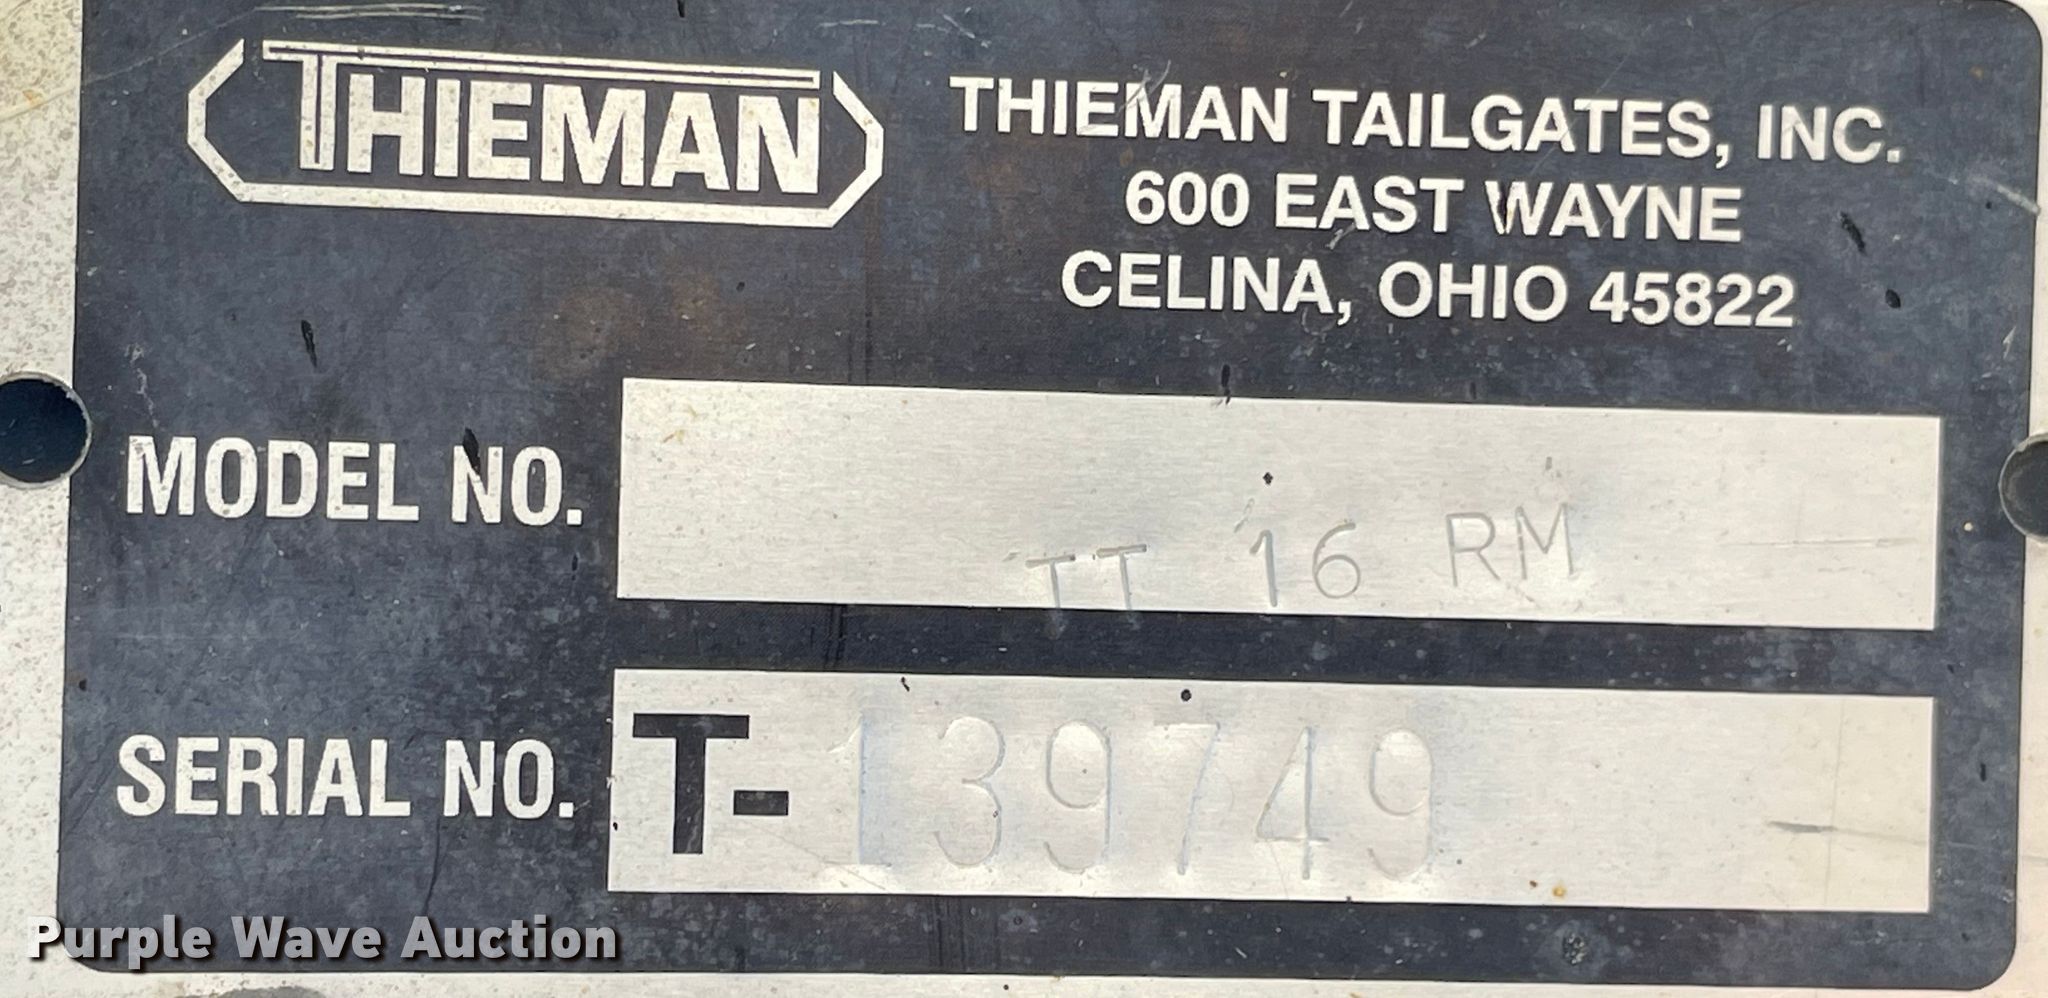 THIEMAN
THIEMAN TAILGATES, INC.
600 EAST WAYNE
CELINA, OHIO 45822
MODEL NO. TT 16 RM
SERIAL NO. T-139749
Purple Wave Auction